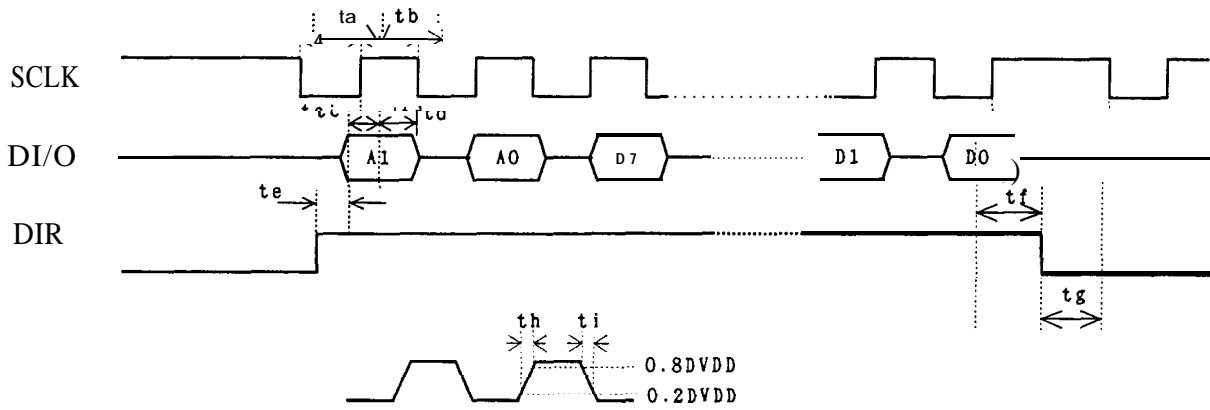 ta tb
SCLK
DI/O
A1 A0 D7 D1 D0
te
tf
DIR
tg
th ti
0.8DVDD
0.2DVDD